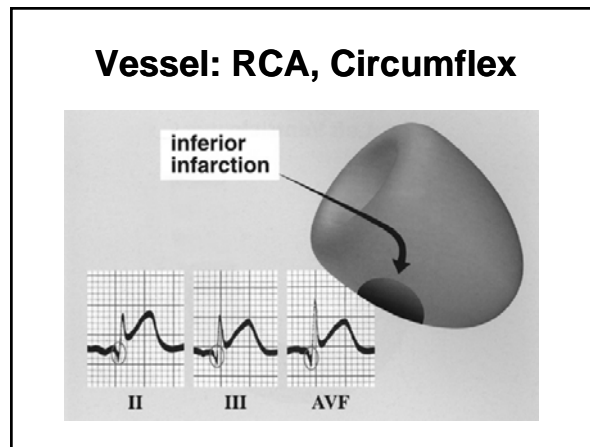 Vessel: RCA, Circumflex
inferior
infarction
II III AVF